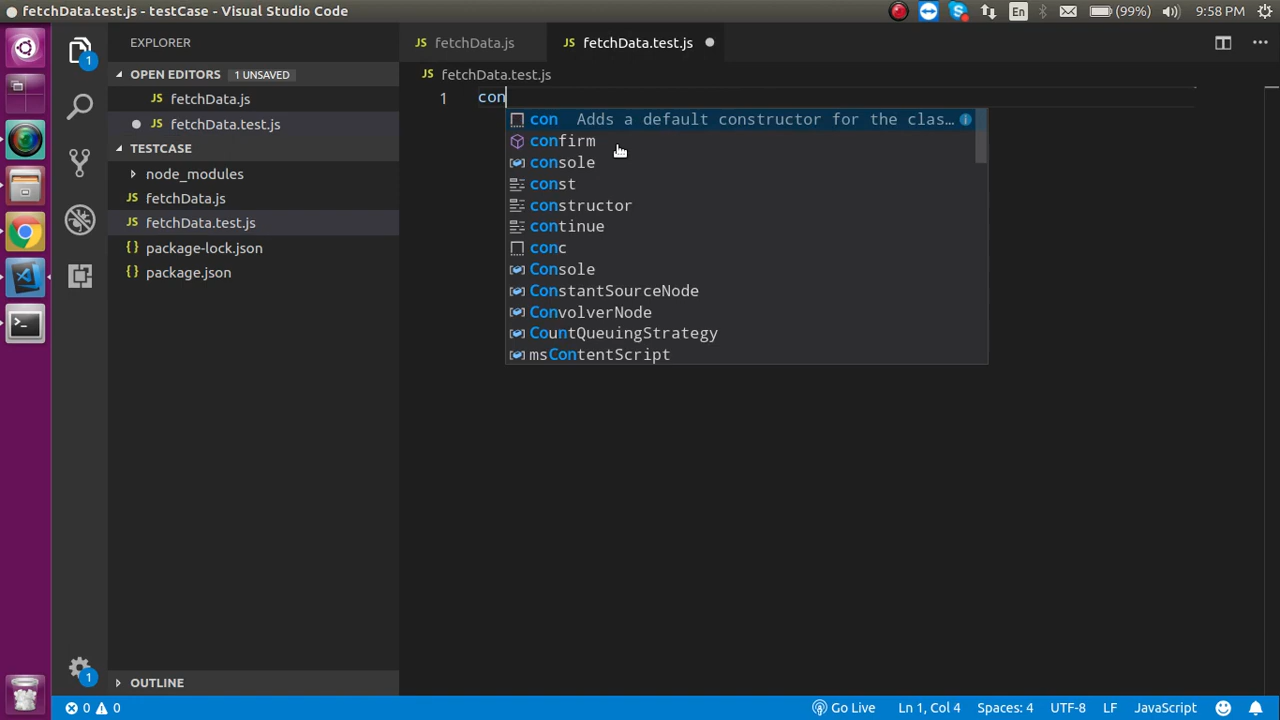 fetchData.test.js - testCase - Visual Studio Code
En
(99%)
9:58 PM
EXPLORER
OPEN EDITORS
1 UNSAVED
JS fetchData.js
JS fetchData.test.js
TESTCASE
node_modules
JS fetchData.js
JS fetchData.test.js
{} package-lock.json
{} package.json
OUTLINE
1
1
JS fetchData.js
JS fetchData.test.js
JS fetchData.test.js
1 con
con Adds a default constructor for the clas…
confirm
console
const
constructor
continue
conc
Console
ConstantSourceNode
ConvolverNode
CountQueuingStrategy
msContentScript
0 0
Go Live
Ln 1, Col 4
Spaces: 4
UTF-8
LF
JavaScript